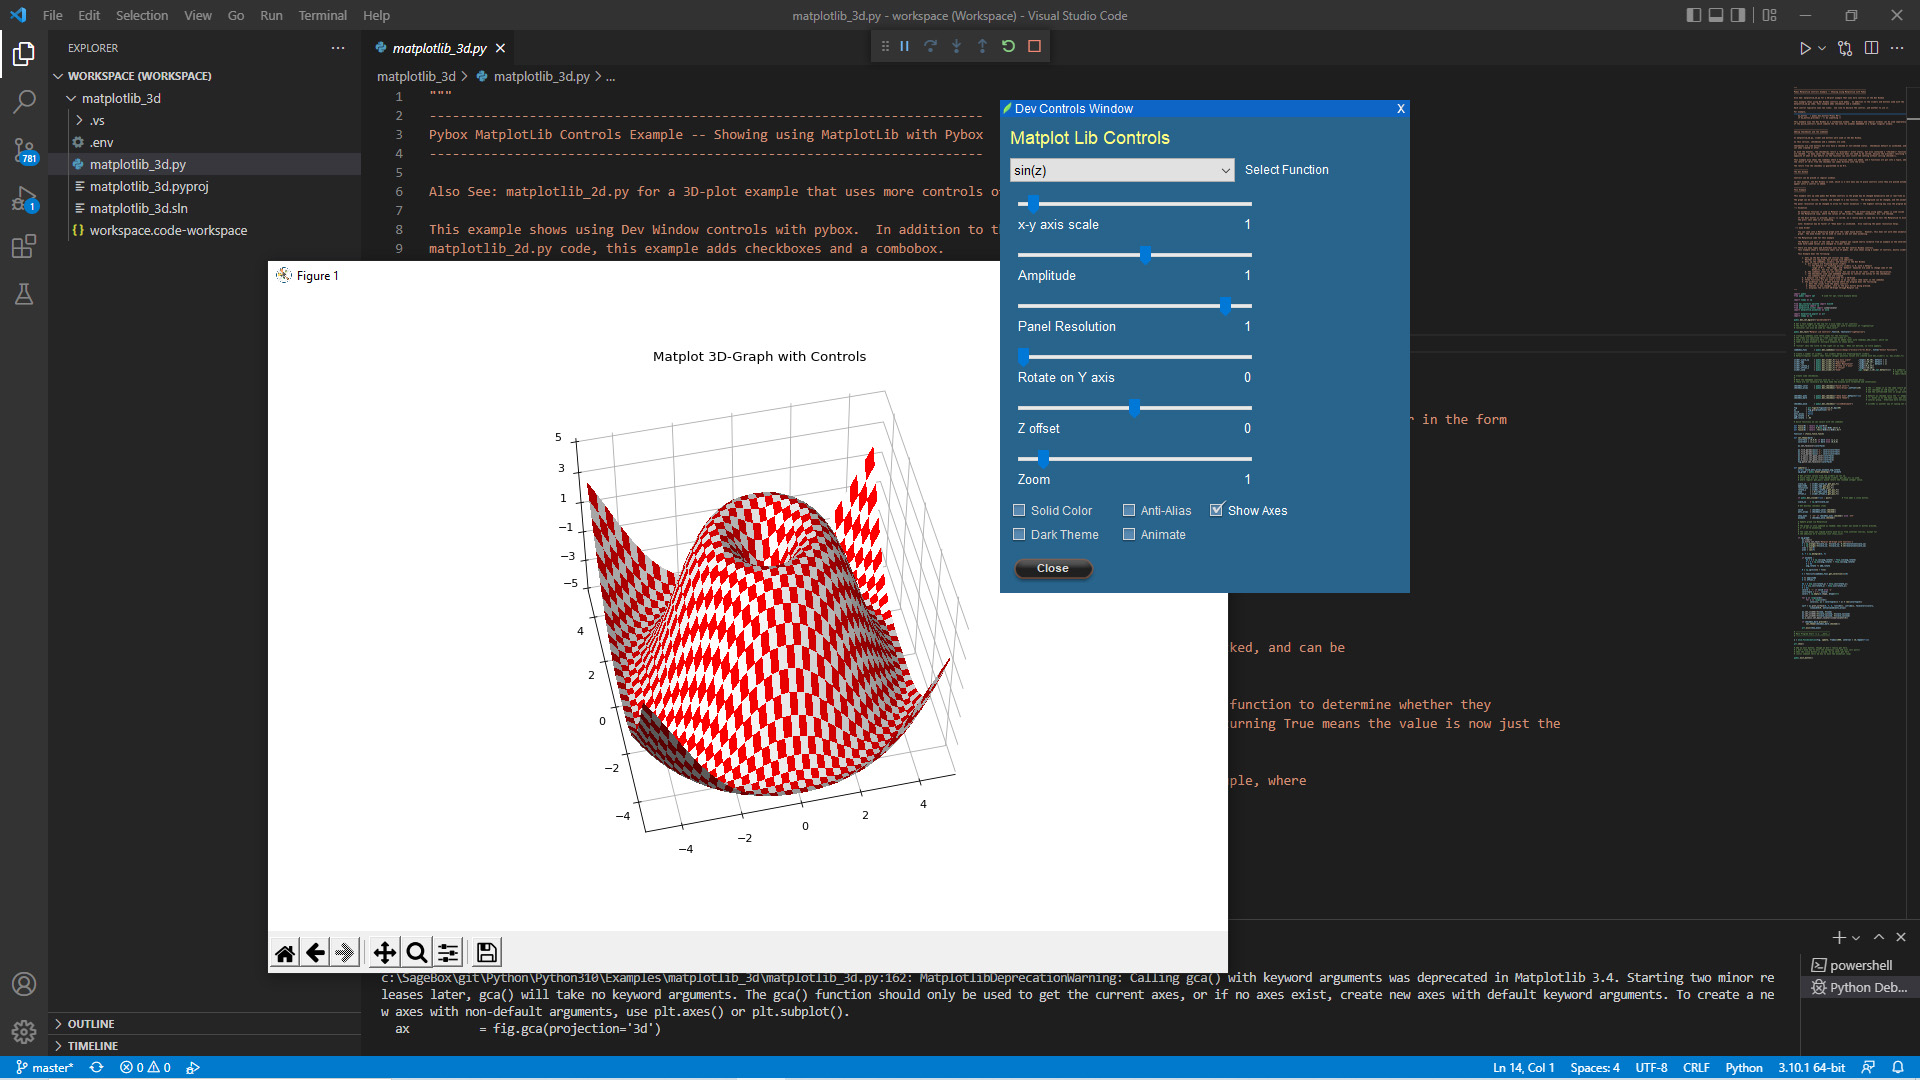 File Edit Selection View Go Run Terminal Help
matplotlib_3d.py - workspace (Workspace) - Visual Studio Code
EXPLORER
WORKSPACE (WORKSPACE)
matplotlib_3d
.vs
.env
matplotlib_3d.py
matplotlib_3d.pyproj
matplotlib_3d.sln
workspace.code-workspace
781
1
OUTLINE
TIMELINE
matplotlib_3d.py
matplotlib_3d > matplotlib_3d.py > ...
1 """
2 ---------------------------------------------------------------------------
3 Pybox MatplotLib Controls Example -- Showing using MatplotLib with Pybox
4 ---------------------------------------------------------------------------
5
6 Also See: matplotlib_2d.py for a 3D-plot example that uses more controls o
7
8 This example shows using Dev Window controls with pybox. In addition to t
9 matplotlib_2d.py code, this example adds checkboxes and a combobox.
in the form
ked, and can be
function to determine whether they
urning True means the value is now just the
ple, where
Figure 1
Matplot 3D-Graph with Controls
5
3
1
−1
−3
−5
4
2
0
−2
−4
−4
−2
0
2
4
Dev Controls Window X
Matplot Lib Controls
sin(z) Select Function
x-y axis scale 1
Amplitude 1
Panel Resolution 1
Rotate on Y axis 0
Z offset 0
Zoom 1
Solid Color Anti-Alias Show Axes
Dark Theme Animate
Close
c:\SageBox\git\Python\Python310\Examples\matplotlib_3d\matplotlib_3d.py:162: MatplotlibDeprecationWarning: Calling gca() with keyword arguments was deprecated in Matplotlib 3.4. Starting two minor re
leases later, gca() will take no keyword arguments. The gca() function should only be used to get the current axes, or if no axes exist, create new axes with default keyword arguments. To create a ne
w axes with non-default arguments, use plt.axes() or plt.subplot().
ax = fig.gca(projection='3d')
powershell
Python Deb...
master* 0 0
Ln 14, Col 1 Spaces: 4 UTF-8 CRLF Python 3.10.1 64-bit